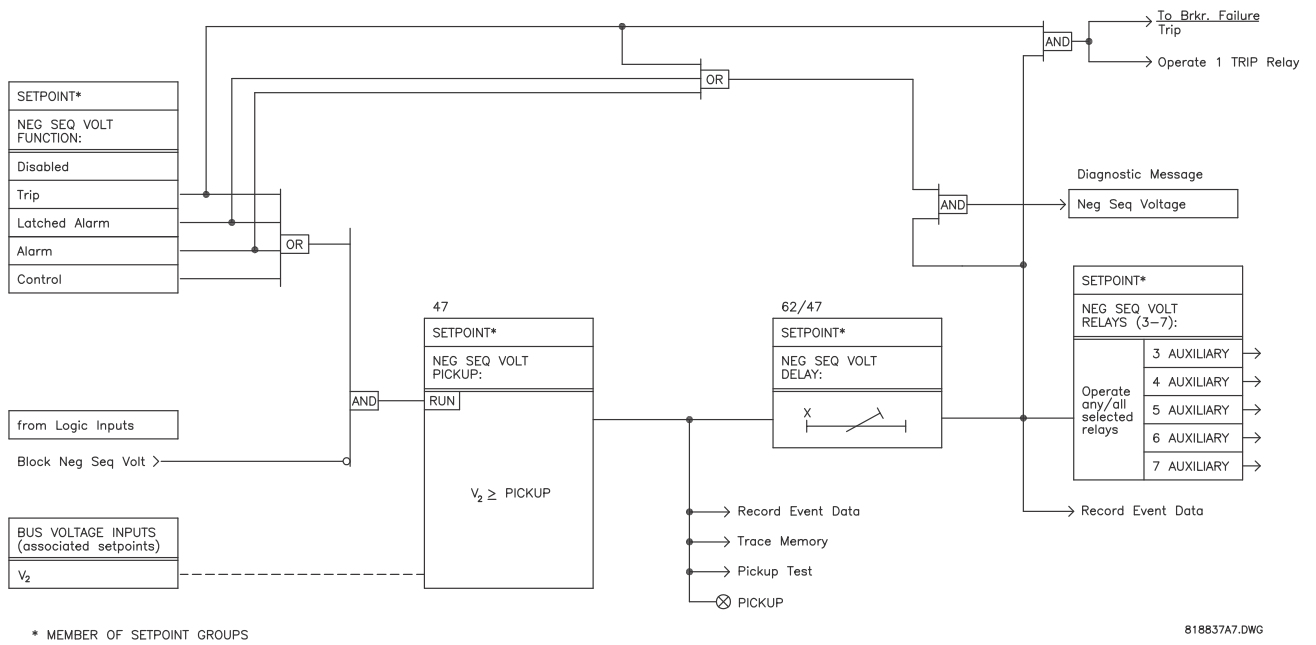 To Brkr. Failure
Trip
AND
Operate 1 TRIP Relay
OR
SETPOINT*
NEG SEQ VOLT
FUNCTION:
Disabled
Trip
Latched Alarm
Alarm
Control
OR
Diagnostic Message
AND
Neg Seq Voltage
47
SETPOINT*
NEG SEQ VOLT
PICKUP:
RUN
V₂ ≥ PICKUP
62/47
SETPOINT*
NEG SEQ VOLT
DELAY:
X
SETPOINT*
NEG SEQ VOLT
RELAYS (3-7):
Operate
any/all
selected
relays
3 AUXILIARY
4 AUXILIARY
5 AUXILIARY
6 AUXILIARY
7 AUXILIARY
AND
from Logic Inputs
Block Neg Seq Volt
BUS VOLTAGE INPUTS
(associated setpoints)
V₂
Record Event Data
Trace Memory
Pickup Test
PICKUP
Record Event Data
* MEMBER OF SETPOINT GROUPS
818837A7.DWG